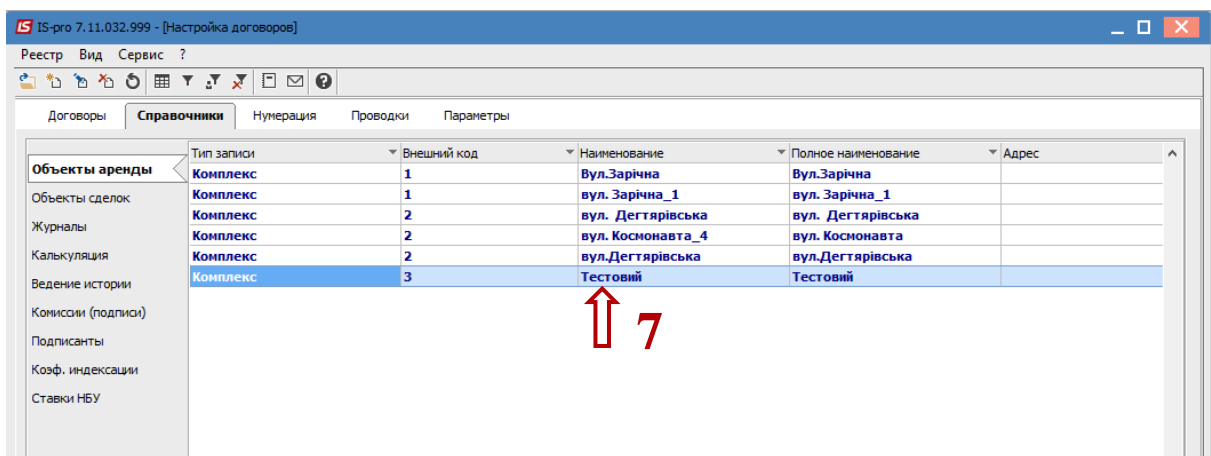 IS-pro 7.11.032.999 - [Настройка договоров]
Реестр Вид Сервис ?
Договоры Справочники Нумерация Проводки Параметры
Тип записи Внешний код Наименование Полное наименование Адрес
Объекты аренды
Объекты сделок
Журналы
Калькуляция
Ведение истории
Комиссии (подписи)
Подписанты
Коэф. индексации
Ставки НБУ
Комплекс 1 Вул.Зарічна Вул.Зарічна
Комплекс 1 вул. Зарічна_1 вул. Зарічна_1
Комплекс 2 вул. Дегтярівська вул. Дегтярівська
Комплекс 2 вул. Космонавта_4 вул. Космонавта
Комплекс 2 вул.Дегтярівська вул.Дегтярівська
Комплекс 3 Тестовий Тестовий
7